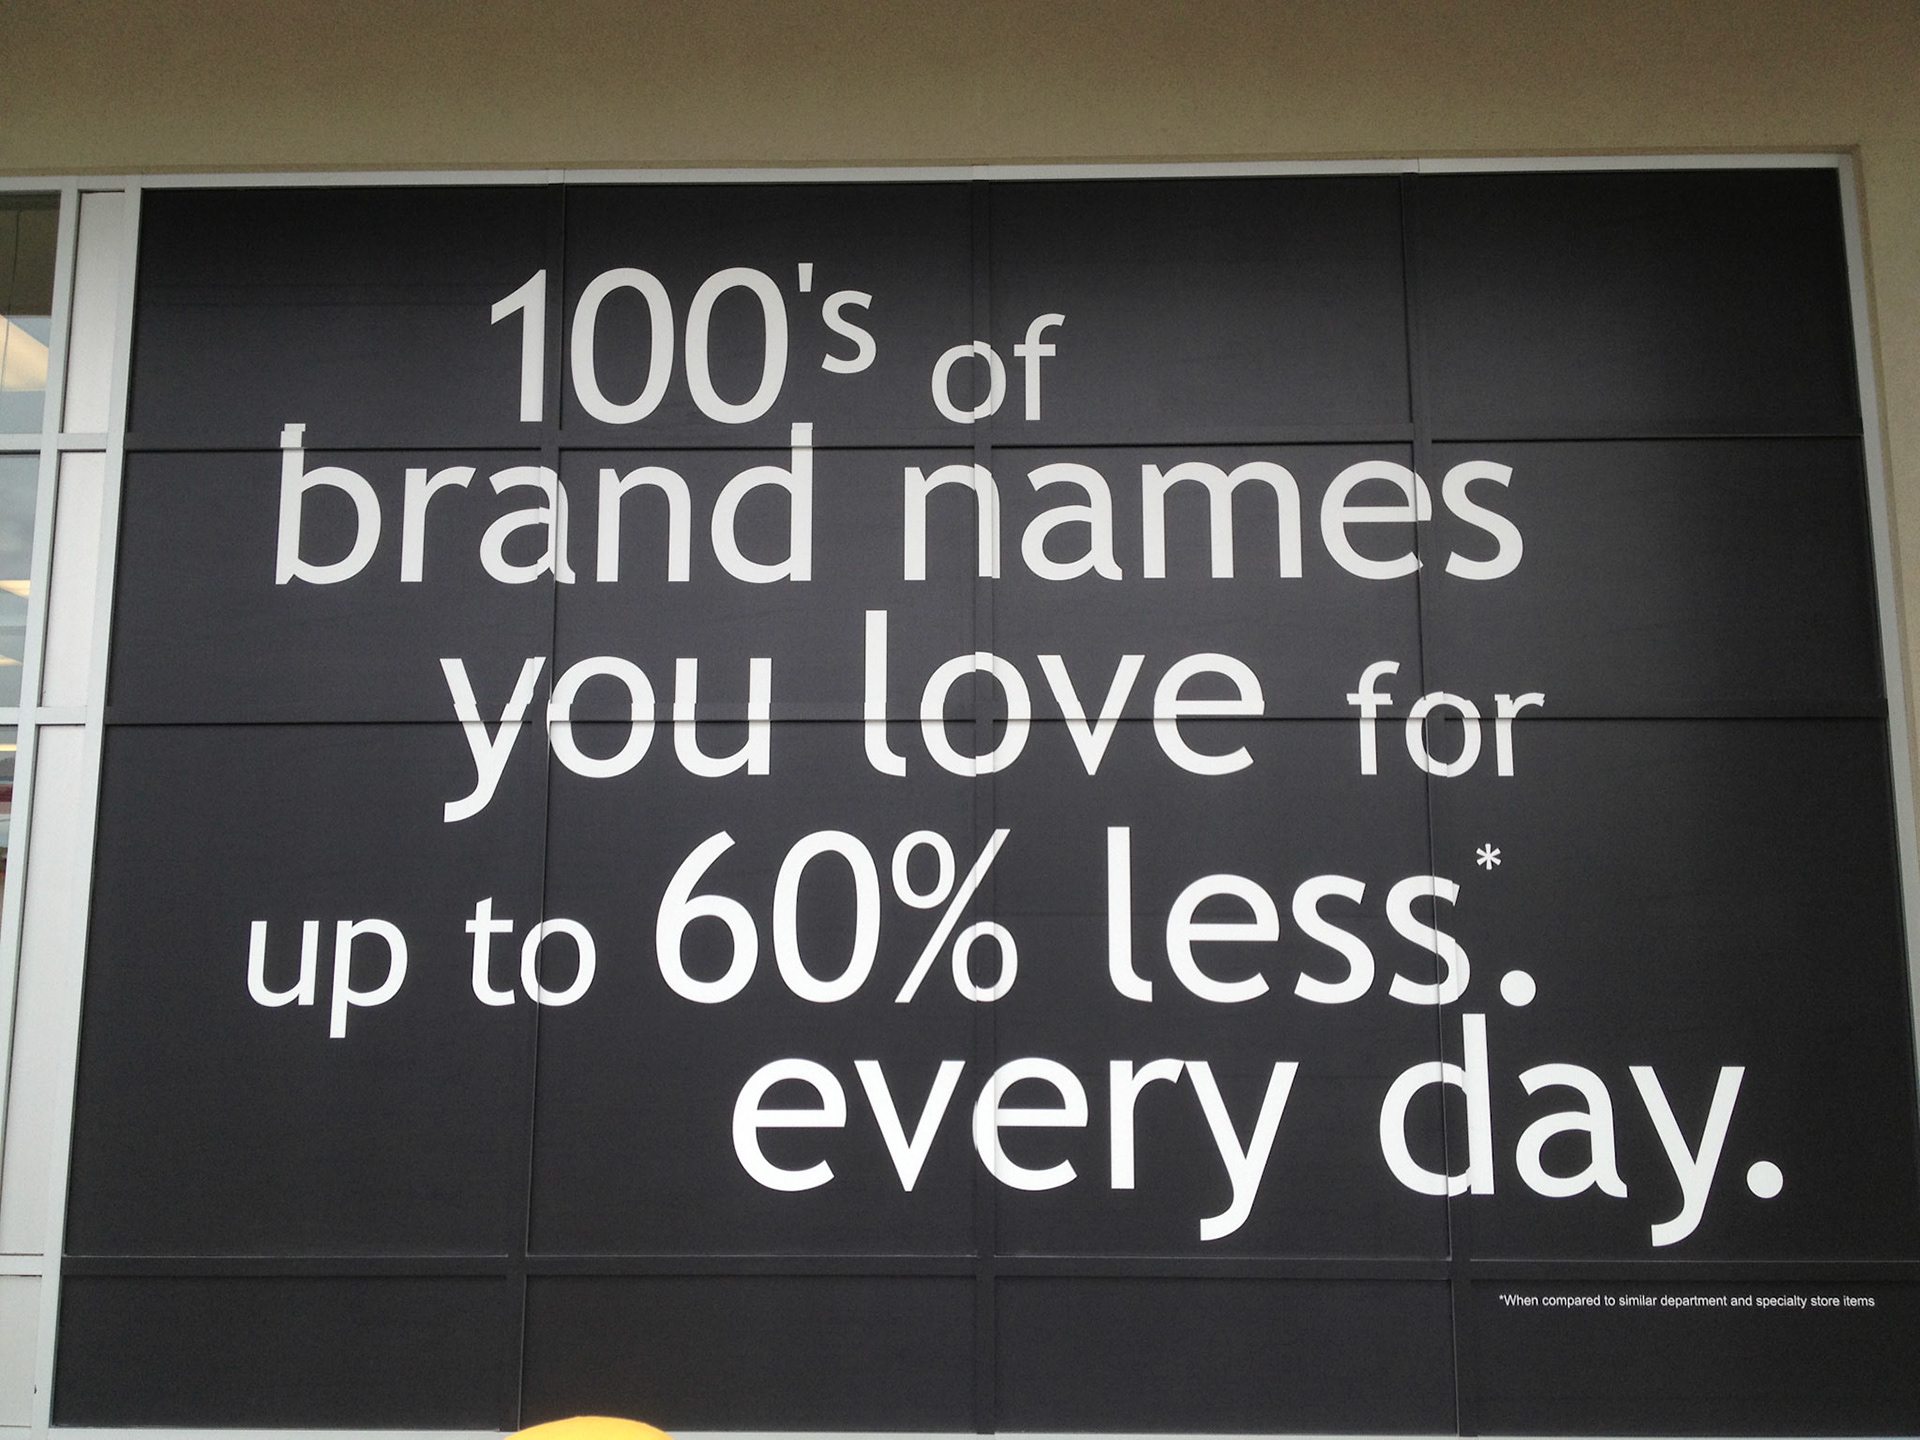 100's of
brand names
you love for
up to 60% less.*
every day.
*When compared to similar department and specialty store items